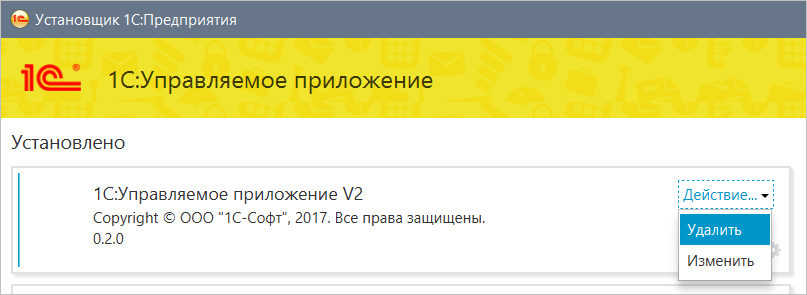 Установщик 1С:Предприятия
1С® 1С:Управляемое приложение
Установлено
1С:Управляемое приложение V2
Действие...
Copyright © ООО "1С-Софт", 2017. Все права защищены.
Удалить
0.2.0
Изменить